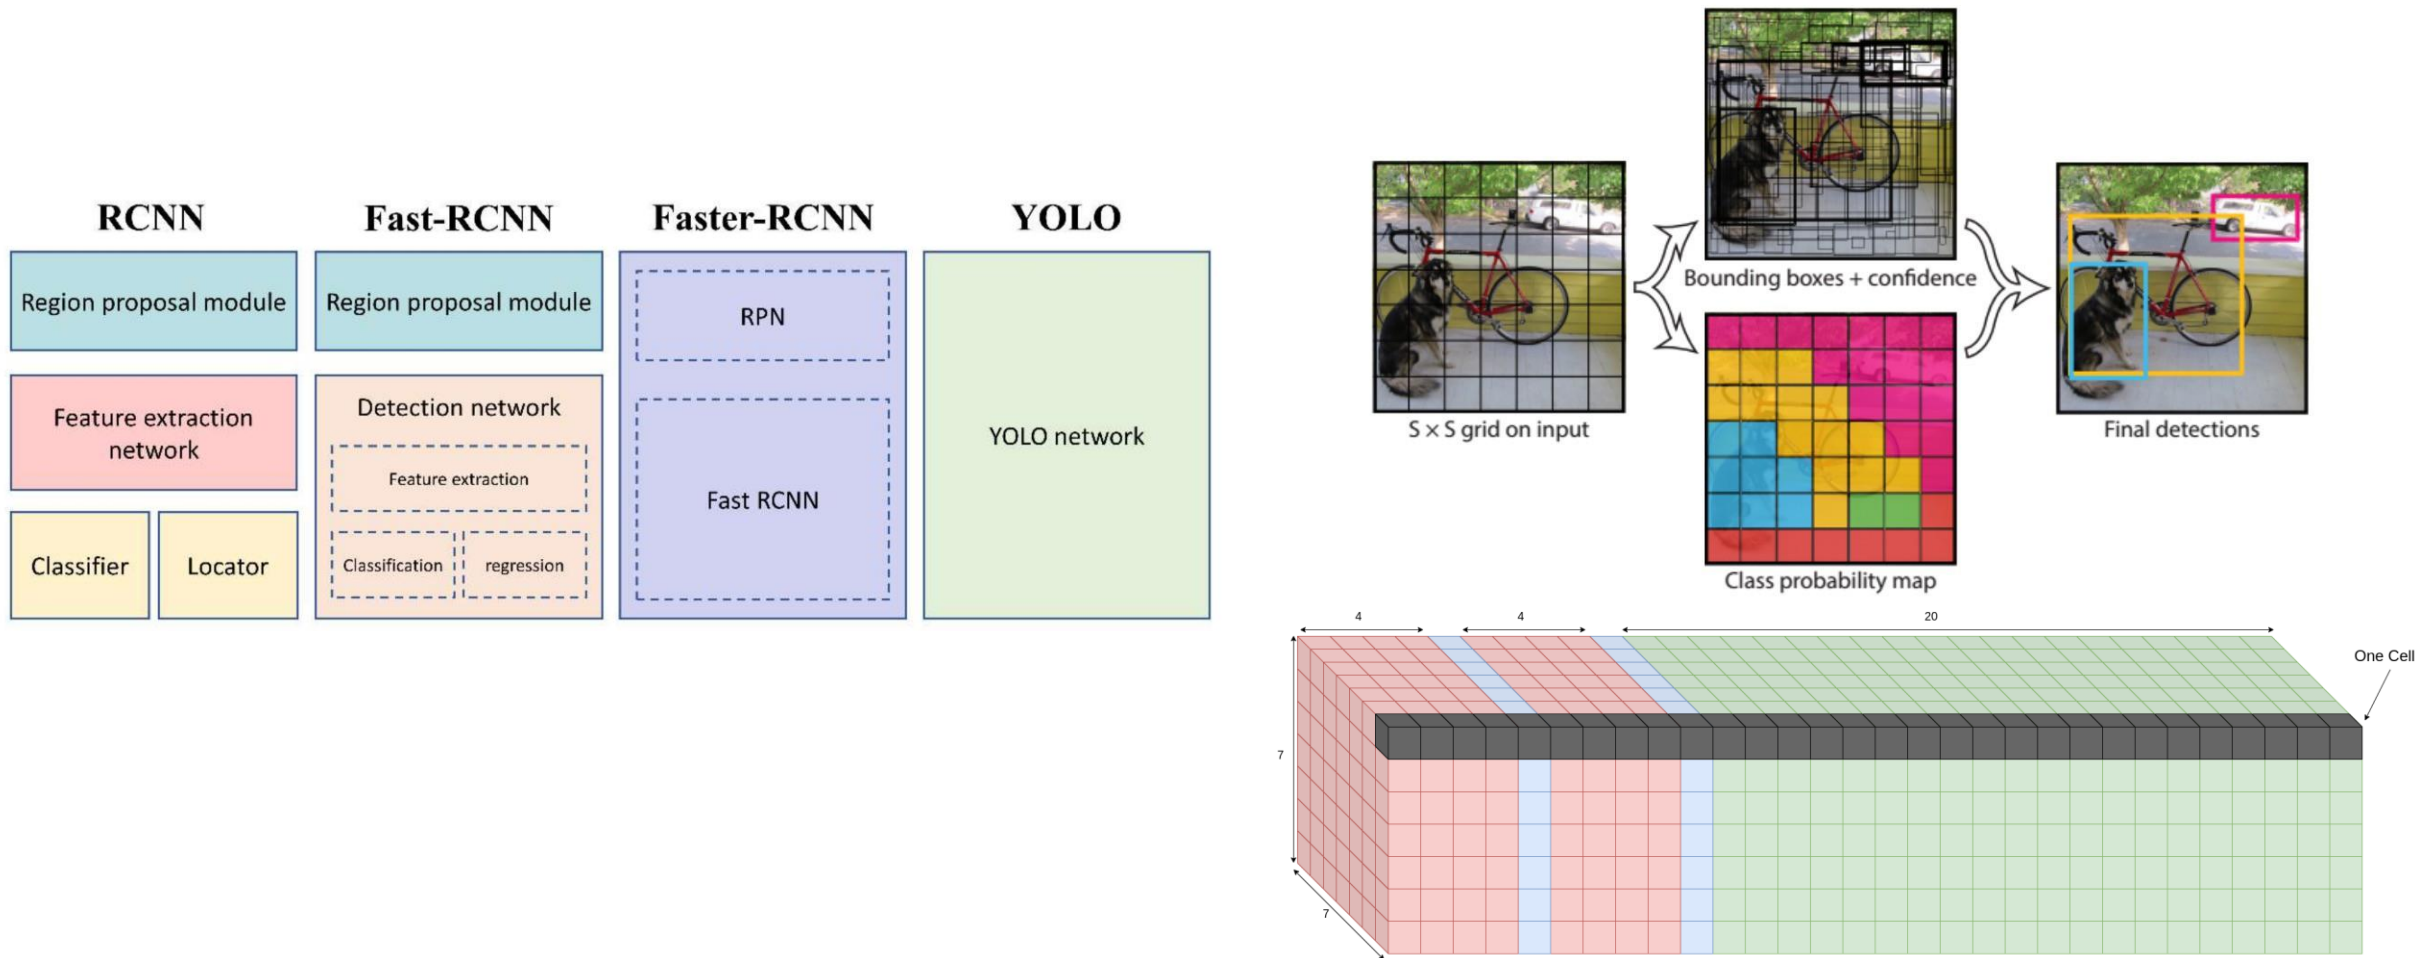 RCNN
Region proposal module
Feature extraction
network
Classifier
Locator
Fast-RCNN
Region proposal module
Detection network
Feature extraction
Classification
regression
Faster-RCNN
RPN
Fast RCNN
YOLO
YOLO network
S × S grid on input
Bounding boxes + confidence
Class probability map
Final detections
4
4
20
One Cell
7
7